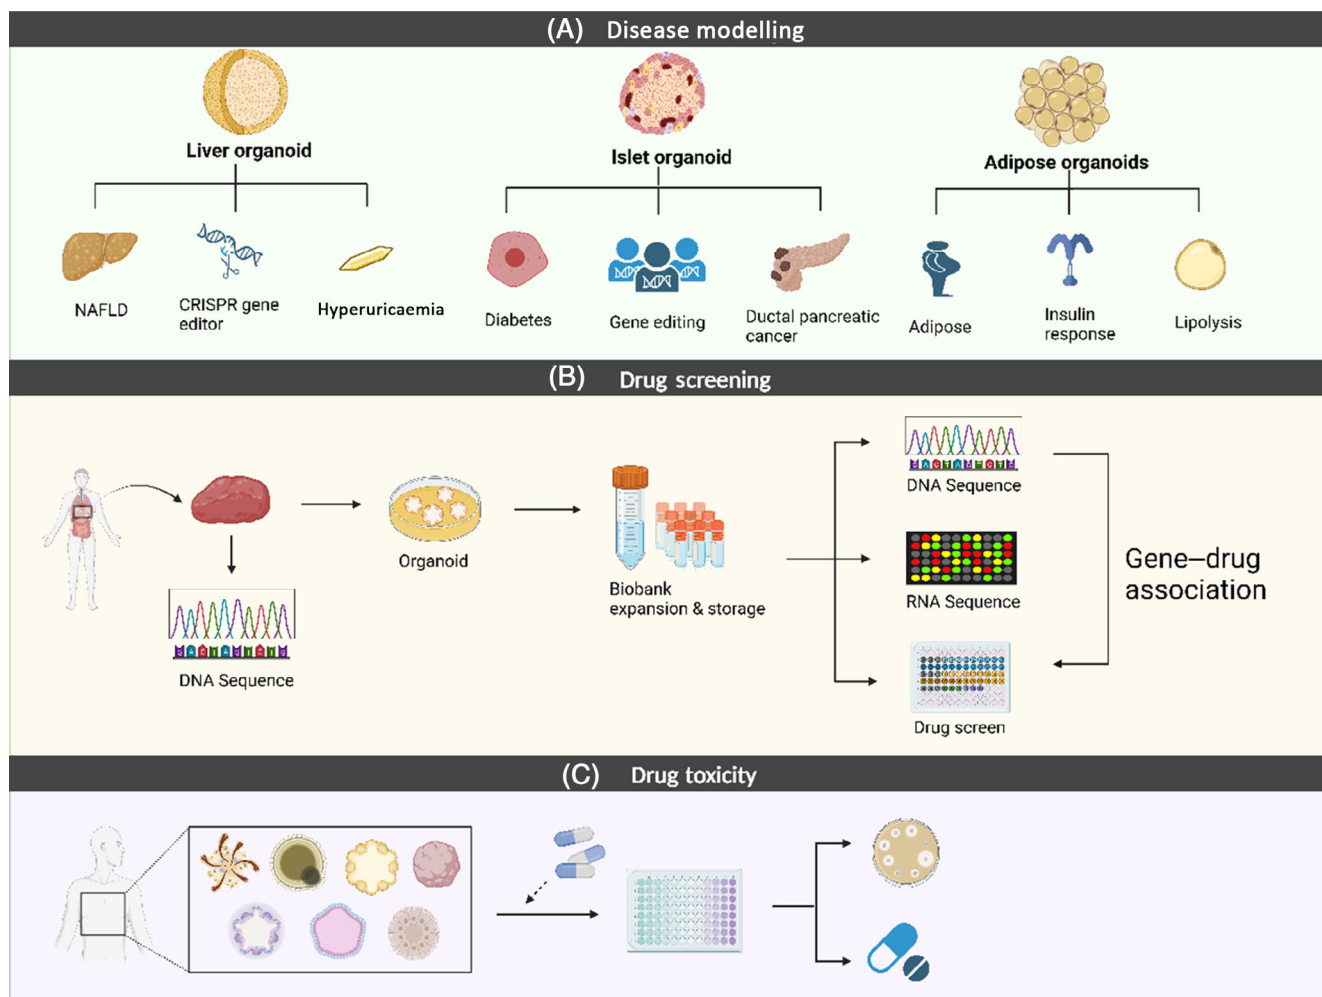 (A) Disease modelling
Liver organoid
Islet organoid
Adipose organoids
NAFLD
CRISPR gene
editor
Hyperuricaemia
Diabetes
Gene editing
Ductal pancreatic
cancer
Adipose
Insulin
response
Lipolysis
(B) Drug screening
DNA Sequence
Organoid
Biobank
expansion & storage
DNA Sequence
RNA Sequence
Drug screen
Gene–drug
association
(C) Drug toxicity